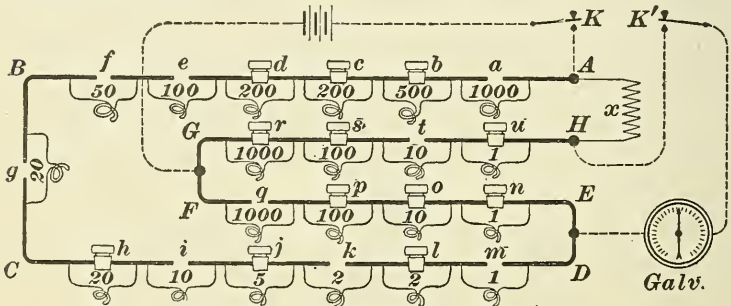 K K'
B f e d c b a A
50 100 200 200 500 1000
x
G r s t u H
1000 100 10 1
g 20
F q p o n E
1000 100 10 1
C h i j k l m D
20 10 5 2 2 1
Galv.